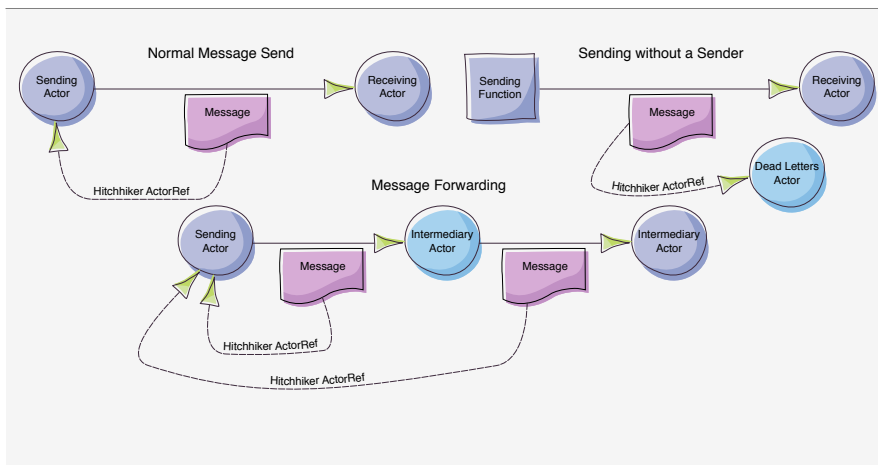 Normal Message Send
Sending
Actor
Receiving
Actor
Message
Hitchhiker ActorRef
Sending without a Sender
Sending
Function
Receiving
Actor
Message
Dead Letters
Actor
Hitchhiker ActorRef
Message Forwarding
Sending
Actor
Intermediary
Actor
Intermediary
Actor
Message
Message
Hitchhiker ActorRef
Hitchhiker ActorRef